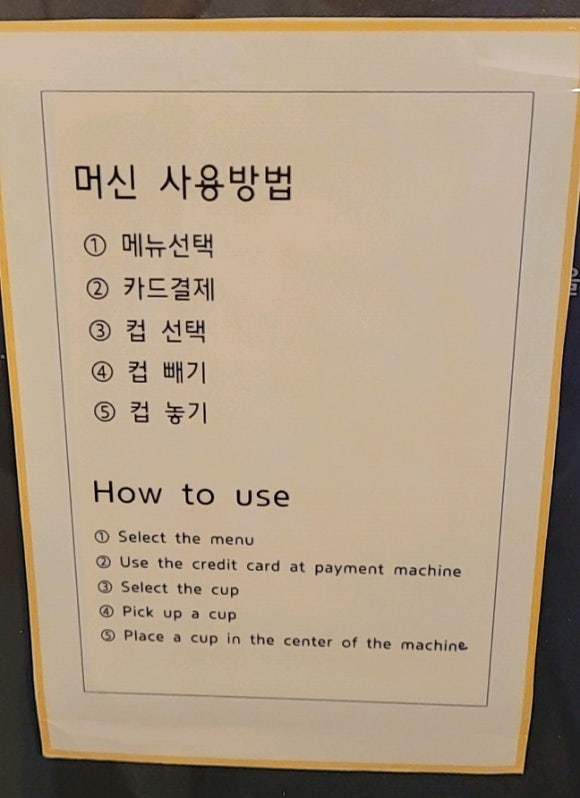 머신 사용방법
① 메뉴선택
② 카드결제
③ 컵 선택
④ 컵 빼기
⑤ 컵 놓기
How to use
① Select the menu
② Use the credit card at payment machine
③ Select the cup
④ Pick up a cup
⑤ Place a cup in the center of the machine